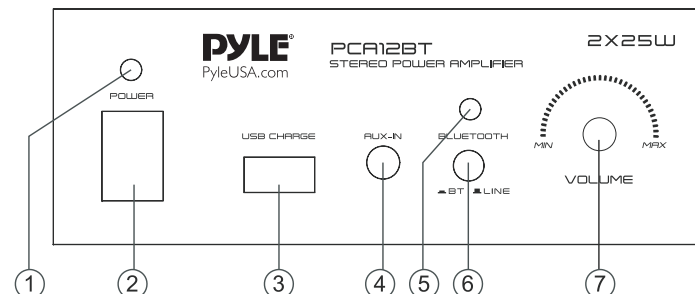 PYLE®
PyleUSA.com
PCA12BT
STEREO POWER AMPLIFIER
2X25W
POWER
USB CHARGE
AUX-IN
BLUETOOTH
BT LINE
MIN
MAX
VOLUME
1 2 3 4 5 6 7